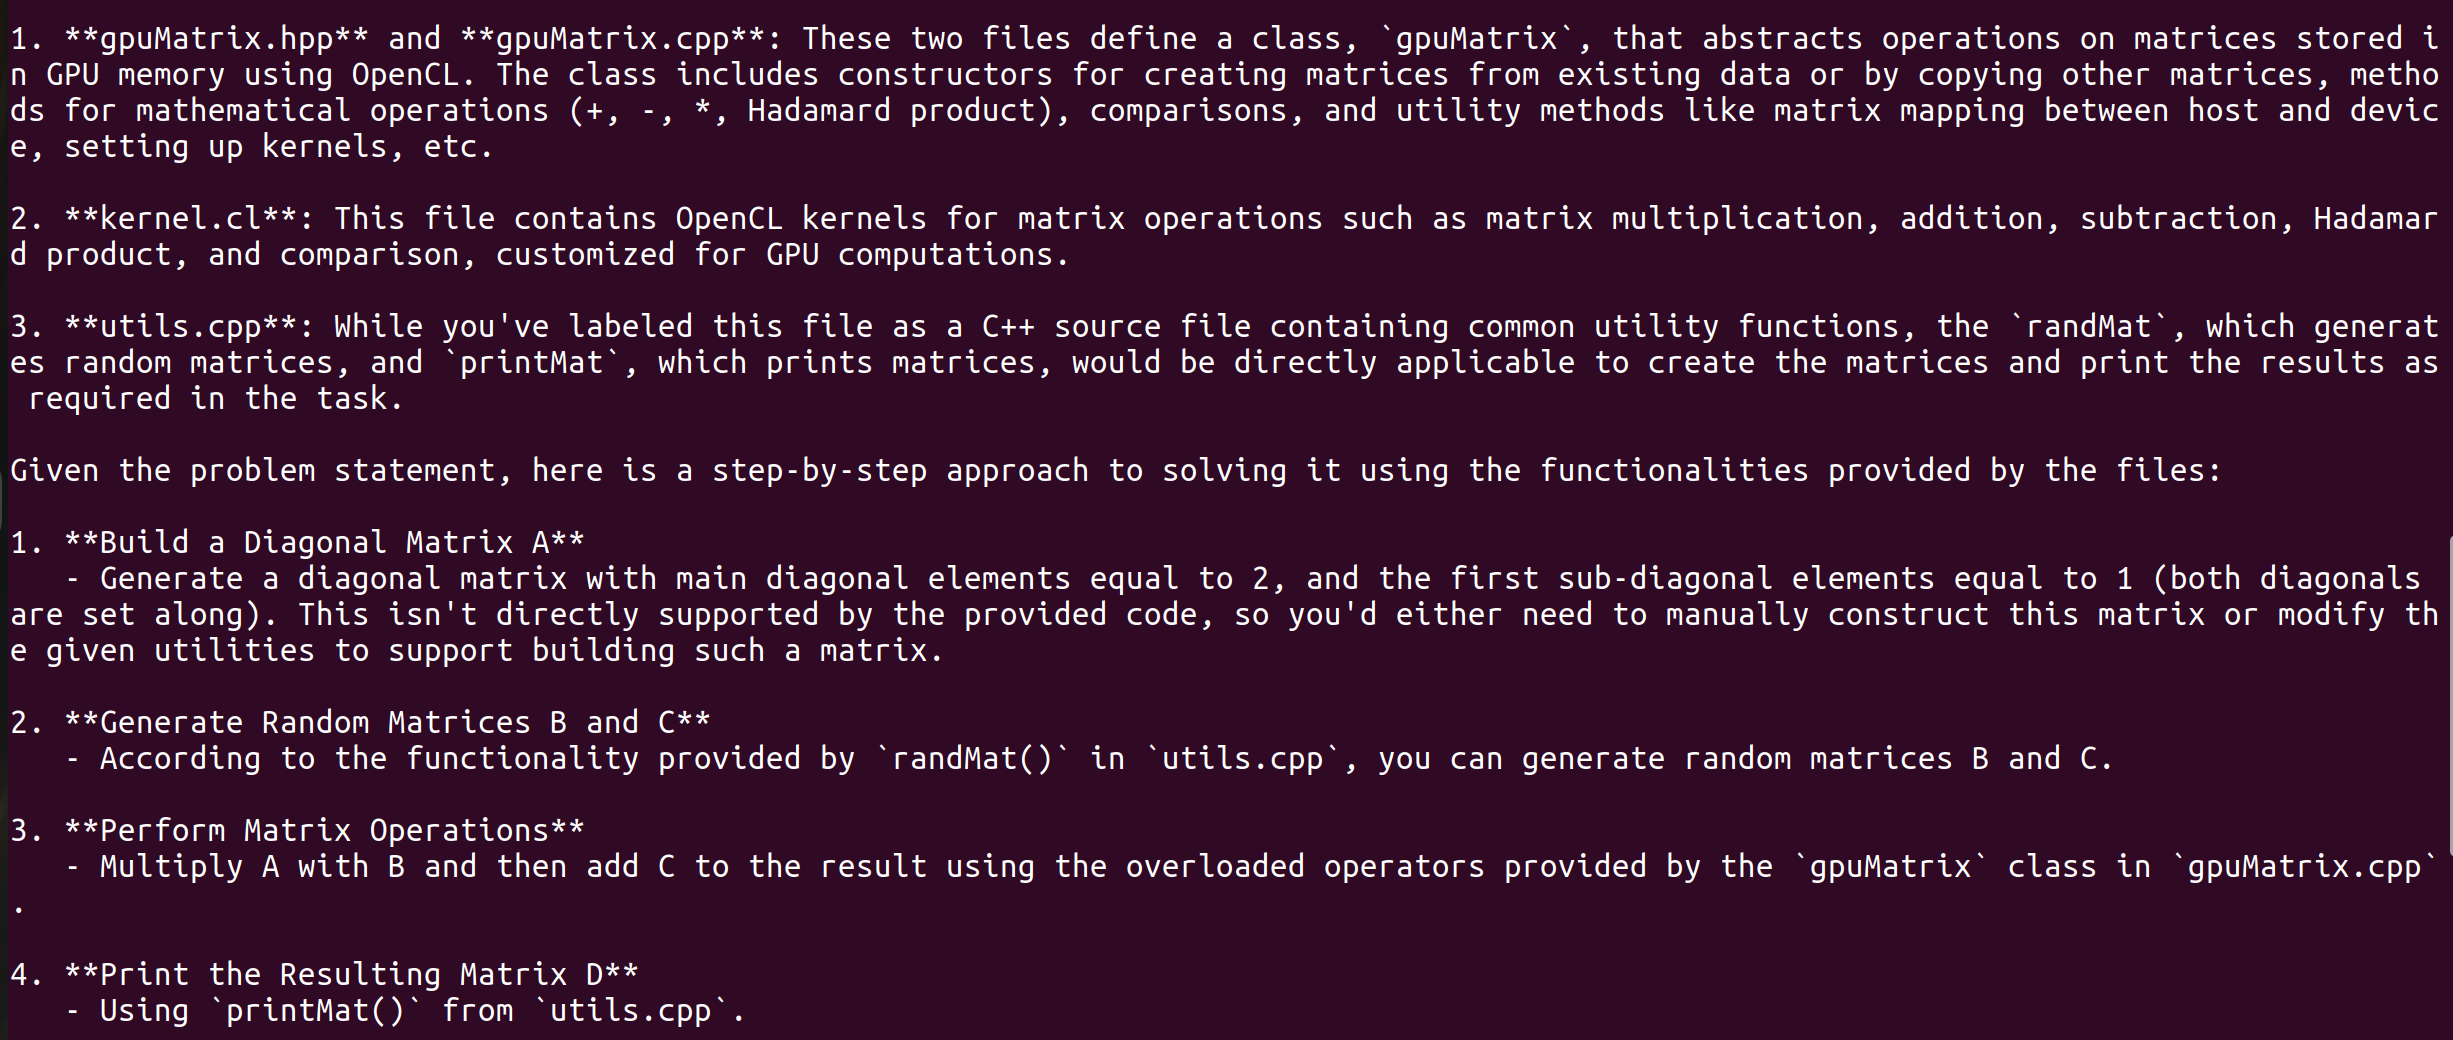 1. **gpuMatrix.hpp** and **gpuMatrix.cpp**: These two files define a class, `gpuMatrix`, that abstracts operations on matrices stored i
n GPU memory using OpenCL. The class includes constructors for creating matrices from existing data or by copying other matrices, metho
ds for mathematical operations (+, -, *, Hadamard product), comparisons, and utility methods like matrix mapping between host and devic
e, setting up kernels, etc.

2. **kernel.cl**: This file contains OpenCL kernels for matrix operations such as matrix multiplication, addition, subtraction, Hadamar
d product, and comparison, customized for GPU computations.

3. **utils.cpp**: While you've labeled this file as a C++ source file containing common utility functions, the `randMat`, which generat
es random matrices, and `printMat`, which prints matrices, would be directly applicable to create the matrices and print the results as
 required in the task.

Given the problem statement, here is a step-by-step approach to solving it using the functionalities provided by the files:

1. **Build a Diagonal Matrix A**
   - Generate a diagonal matrix with main diagonal elements equal to 2, and the first sub-diagonal elements equal to 1 (both diagonals
are set along). This isn't directly supported by the provided code, so you'd either need to manually construct this matrix or modify th
e given utilities to support building such a matrix.

2. **Generate Random Matrices B and C**
   - According to the functionality provided by `randMat()` in `utils.cpp`, you can generate random matrices B and C.

3. **Perform Matrix Operations**
   - Multiply A with B and then add C to the result using the overloaded operators provided by the `gpuMatrix` class in `gpuMatrix.cpp`
.

4. **Print the Resulting Matrix D**
   - Using `printMat()` from `utils.cpp`.